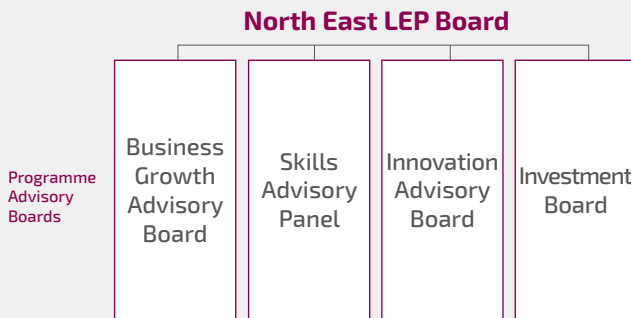 North East LEP Board
Programme
Advisory
Boards
Business
Growth
Advisory
Board
Skills
Advisory
Panel
Innovation
Advisory
Board
Investment
Board